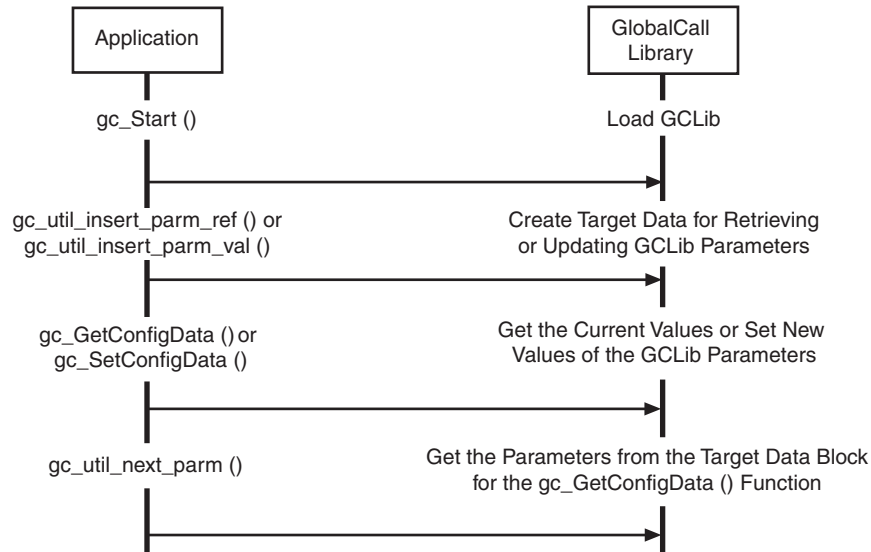 Application
GlobalCall
Library
gc_Start ()
Load GCLib
gc_util_insert_parm_ref () or
gc_util_insert_parm_val ()
Create Target Data for Retrieving
or Updating GCLib Parameters
gc_GetConfigData () or
gc_SetConfigData ()
Get the Current Values or Set New
Values of the GCLib Parameters
gc_util_next_parm ()
Get the Parameters from the Target Data Block
for the gc_GetConfigData () Function